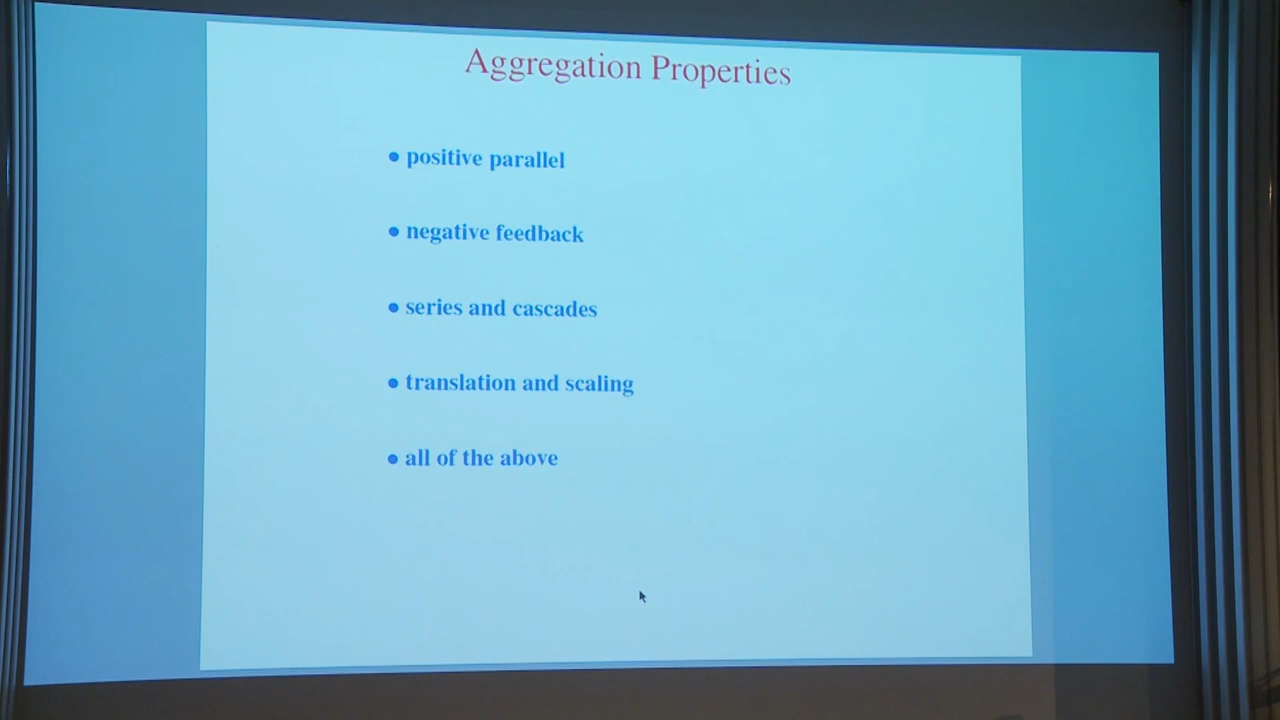 Aggregation Properties
• positive parallel
• negative feedback
• series and cascades
• translation and scaling
• all of the above